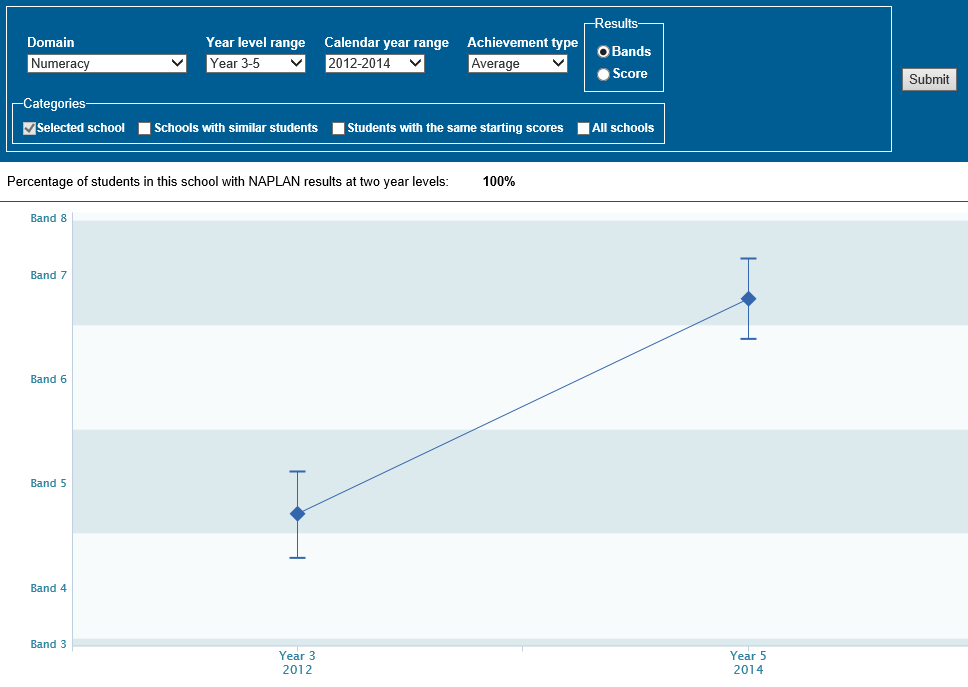 Results
Domain
Year level range
Calendar year range
Achievement type
Numeracy
Year 3-5
2012-2014
Average
Bands
Score
Submit
Categories
Selected school
Schools with similar students
Students with the same starting scores
All schools
Percentage of students in this school with NAPLAN results at two year levels: 100%
Band 8
Band 7
Band 6
Band 5
Band 4
Band 3
Year 3
2012
Year 5
2014